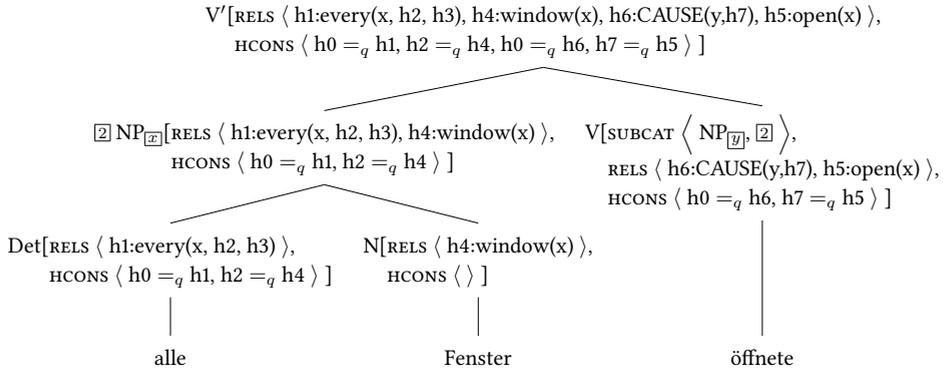 V′[RELS ⟨ h1:every(x, h2, h3), h4:window(x), h6:CAUSE(y,h7), h5:open(x) ⟩,
HCONS ⟨ h0 =q h1, h2 =q h4, h0 =q h6, h7 =q h5 ⟩ ]
2 NPx[RELS ⟨ h1:every(x, h2, h3), h4:window(x) ⟩,
HCONS ⟨ h0 =q h1, h2 =q h4 ⟩ ]
V[SUBCAT ⟨ NPy, 2 ⟩,
RELS ⟨ h6:CAUSE(y,h7), h5:open(x) ⟩,
HCONS ⟨ h0 =q h6, h7 =q h5 ⟩ ]
Det[RELS ⟨ h1:every(x, h2, h3) ⟩,
HCONS ⟨ h0 =q h1, h2 =q h4 ⟩ ]
N[RELS ⟨ h4:window(x) ⟩,
HCONS ⟨ ⟩ ]
alle
Fenster
öffnete